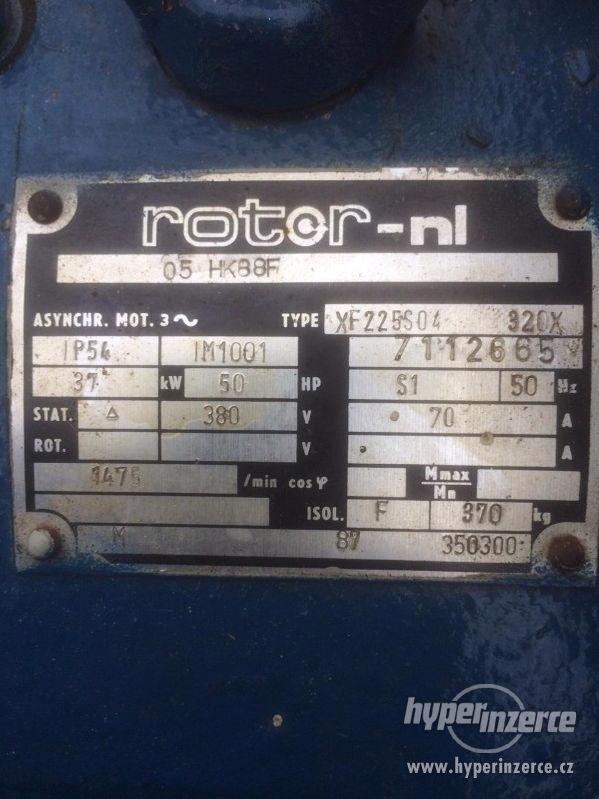 rotor-nl
05 HK88F
ASYNCHR. MOT. 3~ TYPE XF225S04 320X
IP54 IM1001 7112665
37 kW 50 HP S1 50 Hz
STAT. △ 380 V 70 A
ROT. V A
1475 /min cos φ Mmax/Mn
ISOL. F 370 kg
M 87 350300
hyperinzerce
www.hyperinzerce.cz